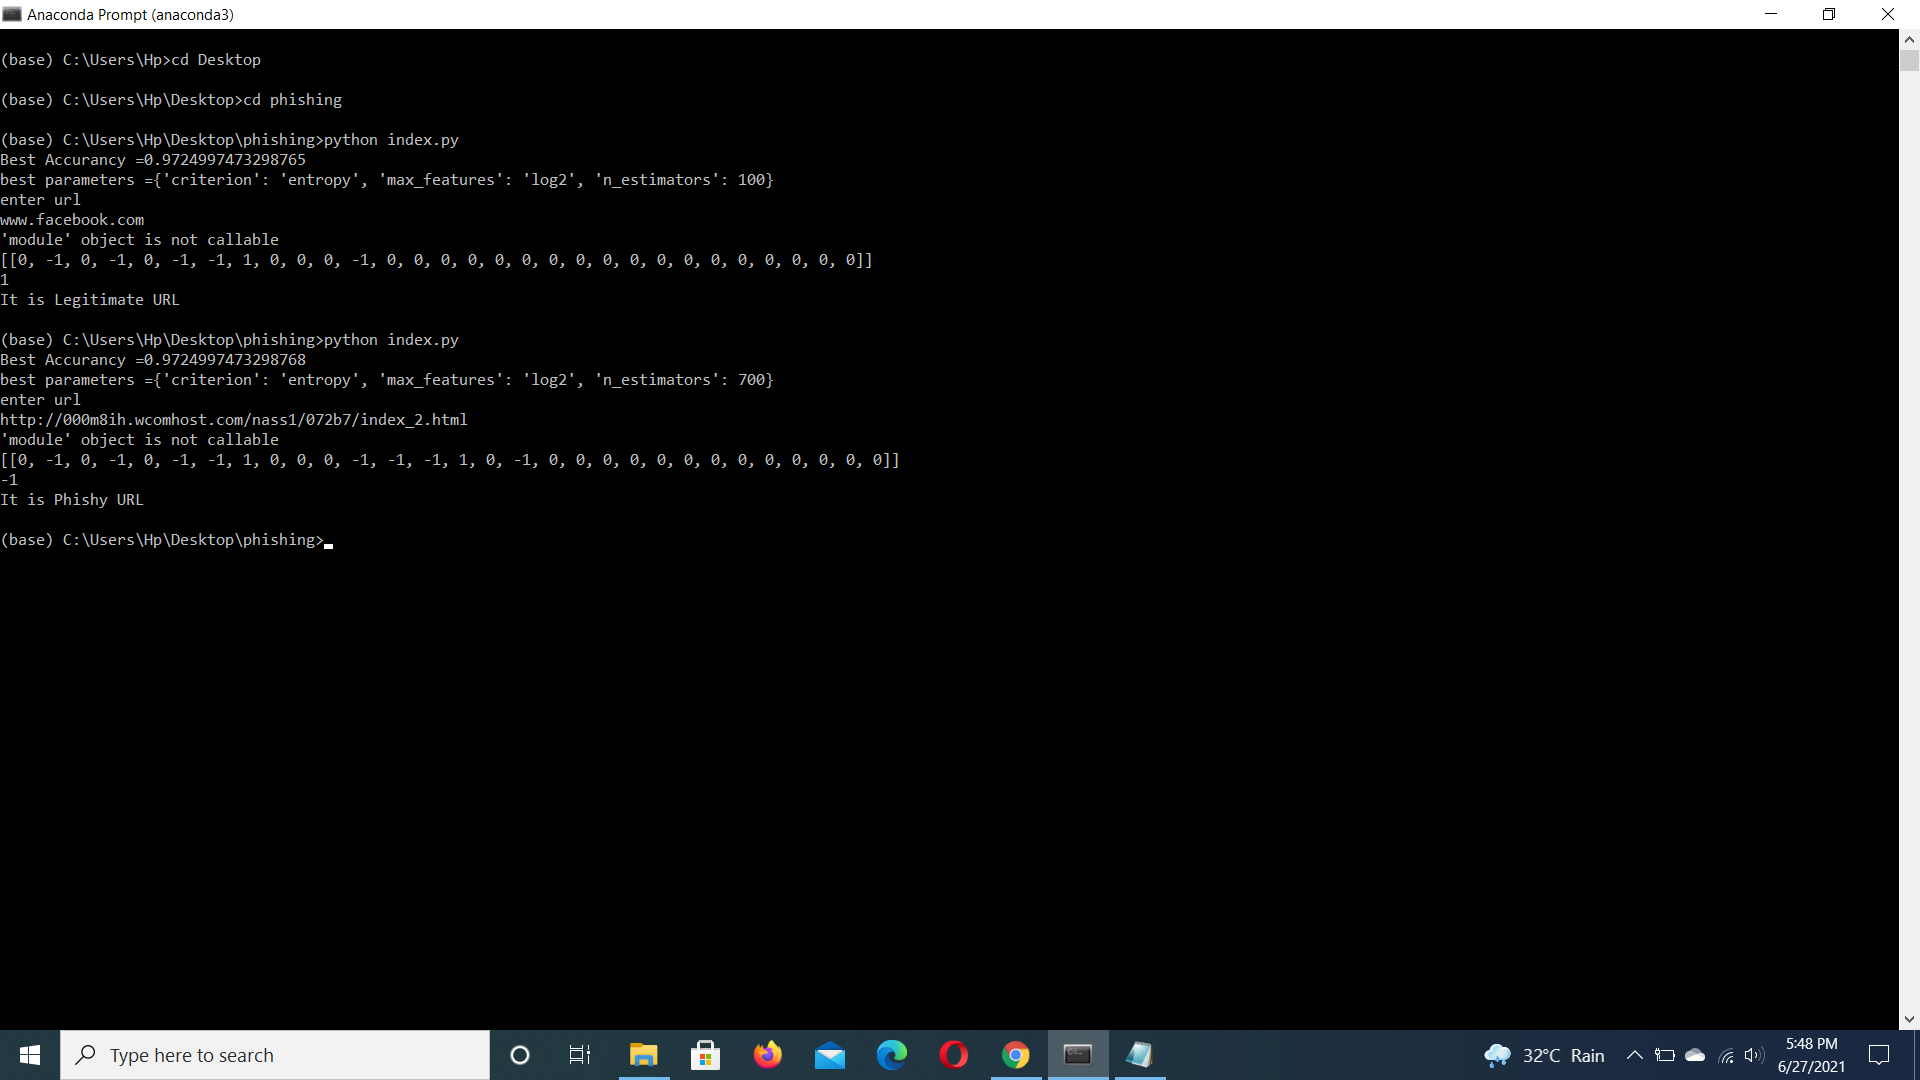 Anaconda Prompt (anaconda3)
(base) C:\Users\Hp>cd Desktop
(base) C:\Users\Hp\Desktop>cd phishing
(base) C:\Users\Hp\Desktop\phishing>python index.py
Best Accurancy =0.9724997473298765
best parameters ={'criterion': 'entropy', 'max_features': 'log2', 'n_estimators': 100}
enter url
www.facebook.com
'module' object is not callable
[[0, -1, 0, -1, 0, -1, -1, 1, 0, 0, 0, -1, 0, 0, 0, 0, 0, 0, 0, 0, 0, 0, 0, 0, 0, 0, 0, 0, 0, 0]]
1
It is Legitimate URL
(base) C:\Users\Hp\Desktop\phishing>python index.py
Best Accurancy =0.9724997473298768
best parameters ={'criterion': 'entropy', 'max_features': 'log2', 'n_estimators': 700}
enter url
http://000m8ih.wcomhost.com/nass1/072b7/index_2.html
'module' object is not callable
[[0, -1, 0, -1, 0, -1, -1, 1, 0, 0, 0, -1, -1, -1, 1, 0, -1, 0, 0, 0, 0, 0, 0, 0, 0, 0, 0, 0, 0, 0]]
-1
It is Phishy URL
(base) C:\Users\Hp\Desktop\phishing>
Type here to search
32°C Rain
5:48 PM
6/27/2021